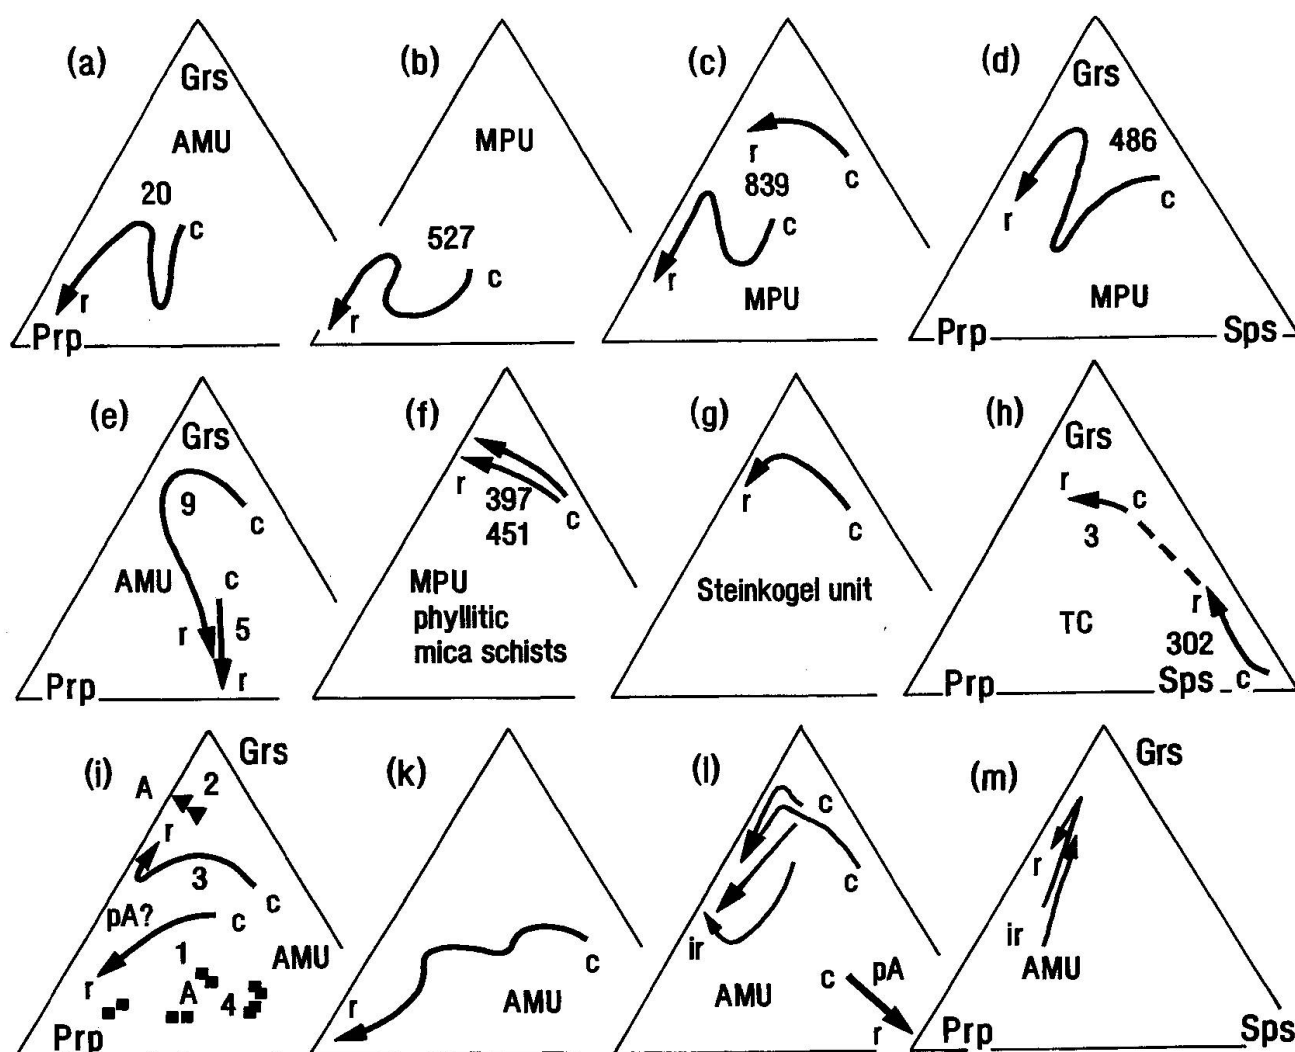 (a)
Grs
AMU
20
c
r
Prp
(b)
MPU
527
c
r
(c)
r
839
c
c
r
MPU
(d)
Grs
486
c
r
MPU
Prp
Sps
(e)
Grs
9
c
AMU
c
r
5
r
Prp
(f)
r
397
451
c
MPU
phyllitic
mica schists
(g)
r
c
Steinkogel unit
(h)
Grs
r
c
3
r
TC
302
Prp
Sps
c
(i)
Grs
A
2
r
3
c
pA?
c
1
AMU
r
A
4
Prp
(k)
c
r
AMU
(l)
c
c
ir
c
pA
AMU
r
(m)
Grs
r
ir
AMU
Prp
Sps